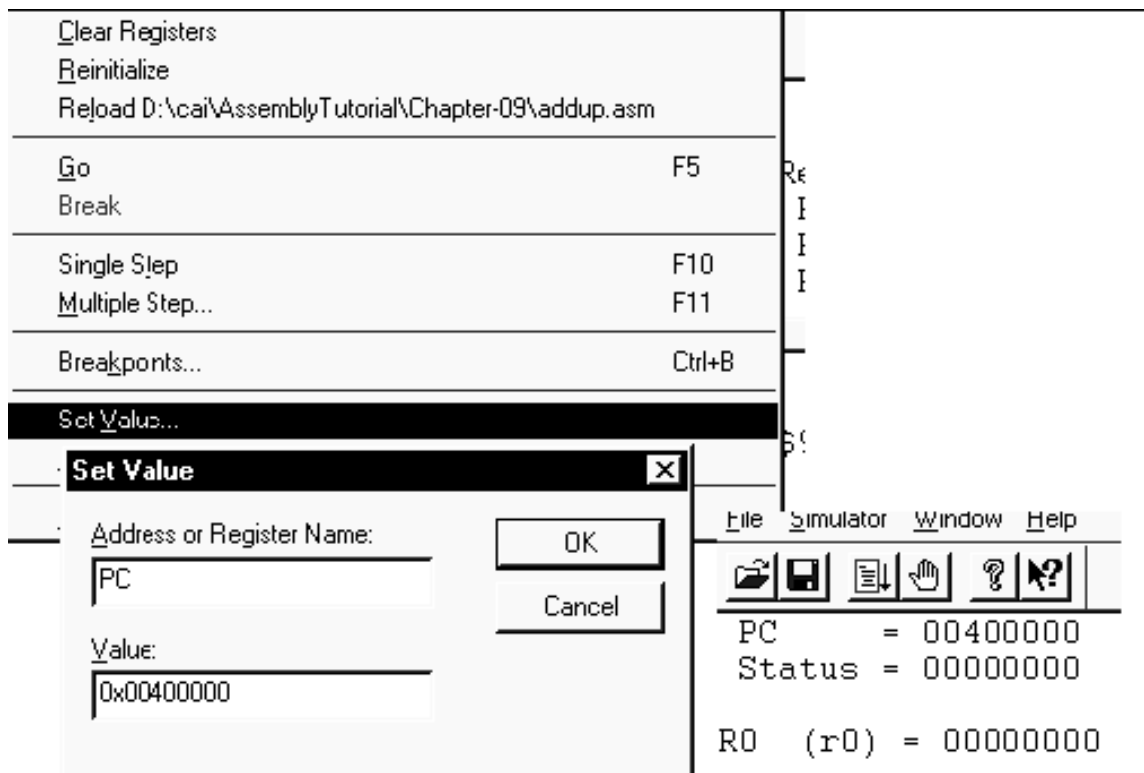 Clear Registers
Reinitialize
Reload D:\cai\AssemblyTutorial\Chapter-09\addup.asm
Go F5
Break
Single Step F10
Multiple Step... F11
Breakponts... Ctrl+B
Set Value...
Set Value
Address or Register Name:
PC
OK
Cancel
Value:
0x00400000
File Simulator Window Help
PC = 00400000
Status = 00000000
R0 (r0) = 00000000